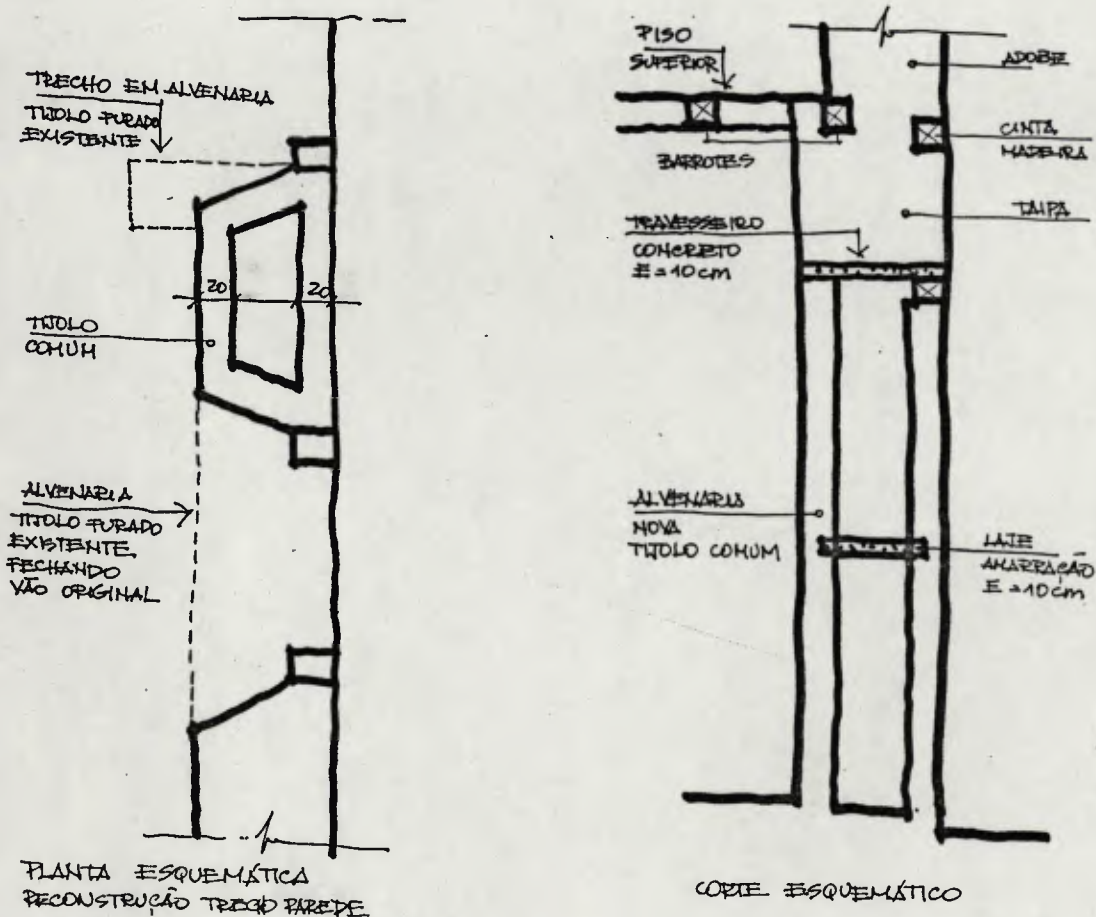 TRECHO EM ALVENARIA
TIJOLO FURADO
EXISTENTE
20
20
TIJOLO
COMUM
ALVENARIA
TIJOLO FURADO
EXISTENTE
FECHANDO
VÃO ORIGINAL
PLANTA ESQUEMÁTICA
RECONSTRUÇÃO TRECHO PAREDE
PISO
SUPERIOR
ADOBE
CINTA
MADEIRA
BARROTES
TAIPA
TRAVESSEIRO
CONCRETO
E=10cm
ALVENARIA
NOVA
TIJOLO COMUM
LAJE
AMARRAÇÃO
E=10cm
CORTE ESQUEMÁTICO